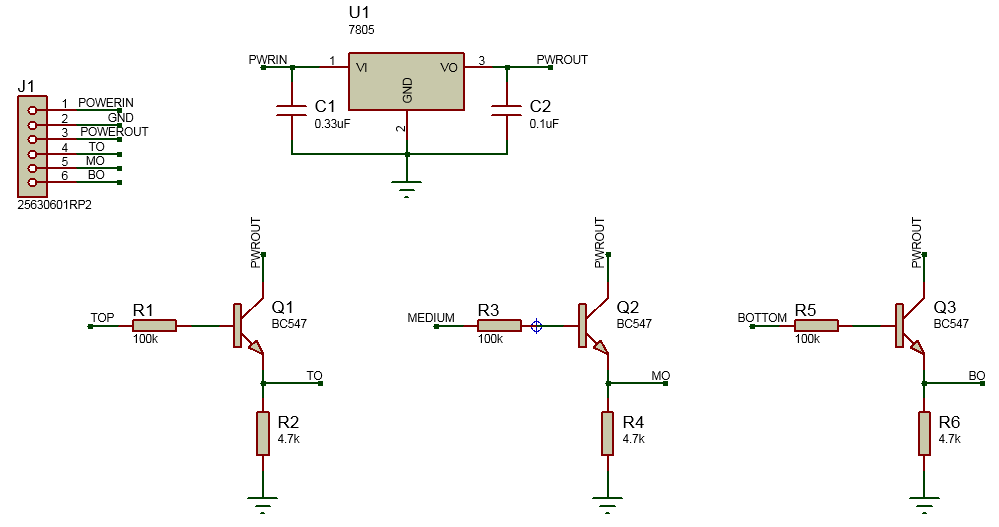 U1
7805
PWRIN
1
VI
VO
3
PWROUT
GND
2
C1
0.33uF
C2
0.1uF
J1
1 POWERIN
2 GND
3 POWEROUT
4 TO
5 MO
6 BO
25630601RP2
PWROUT
TOP
R1
100k
Q1
BC547
TO
R2
4.7k
PWROUT
MEDIUM
R3
100k
Q2
BC547
MO
R4
4.7k
PWROUT
BOTTOM
R5
100k
Q3
BC547
BO
R6
4.7k